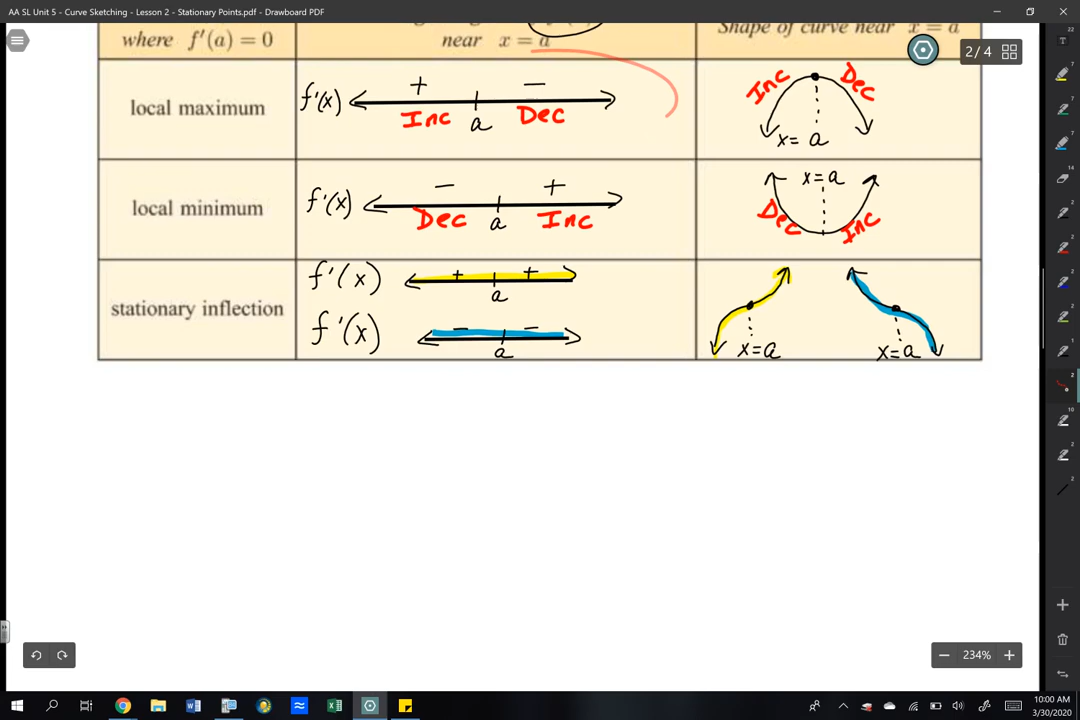 AA SL Unit 5 - Curve Sketching - Lesson 2 - Stationary Points.pdf - Drawboard PDF
where f'(a) = 0
near x = a
Shape of curve near x = a
2 / 4
local maximum
f'(x)
+ −
Inc a Dec
Inc Dec
x = a
local minimum
f'(x)
− +
Dec a Inc
x = a
Dec Inc
stationary inflection
f'(x)
+ +
a
f'(x)
− −
a
x=a
x=a
234%
10:00 AM
3/30/2020